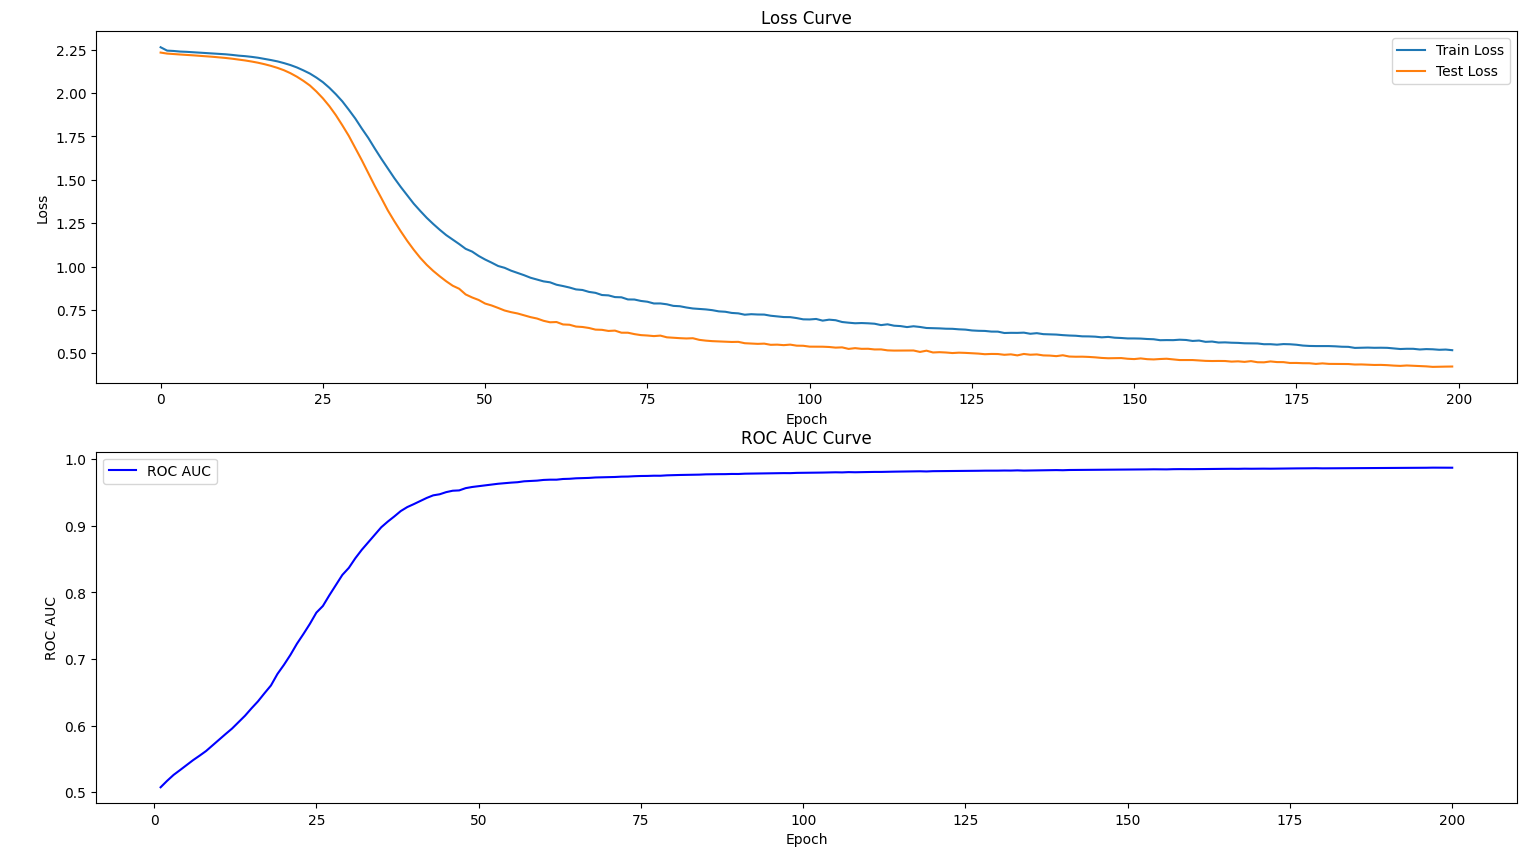 Loss Curve
2.25
2.00
1.75
1.50
1.25
1.00
0.75
0.50
Loss
Train Loss
Test Loss
0 25 50 75 100 125 150 175 200
Epoch
ROC AUC Curve
1.0
0.9
0.8
0.7
0.6
0.5
ROC AUC
ROC AUC
0 25 50 75 100 125 150 175 200
Epoch